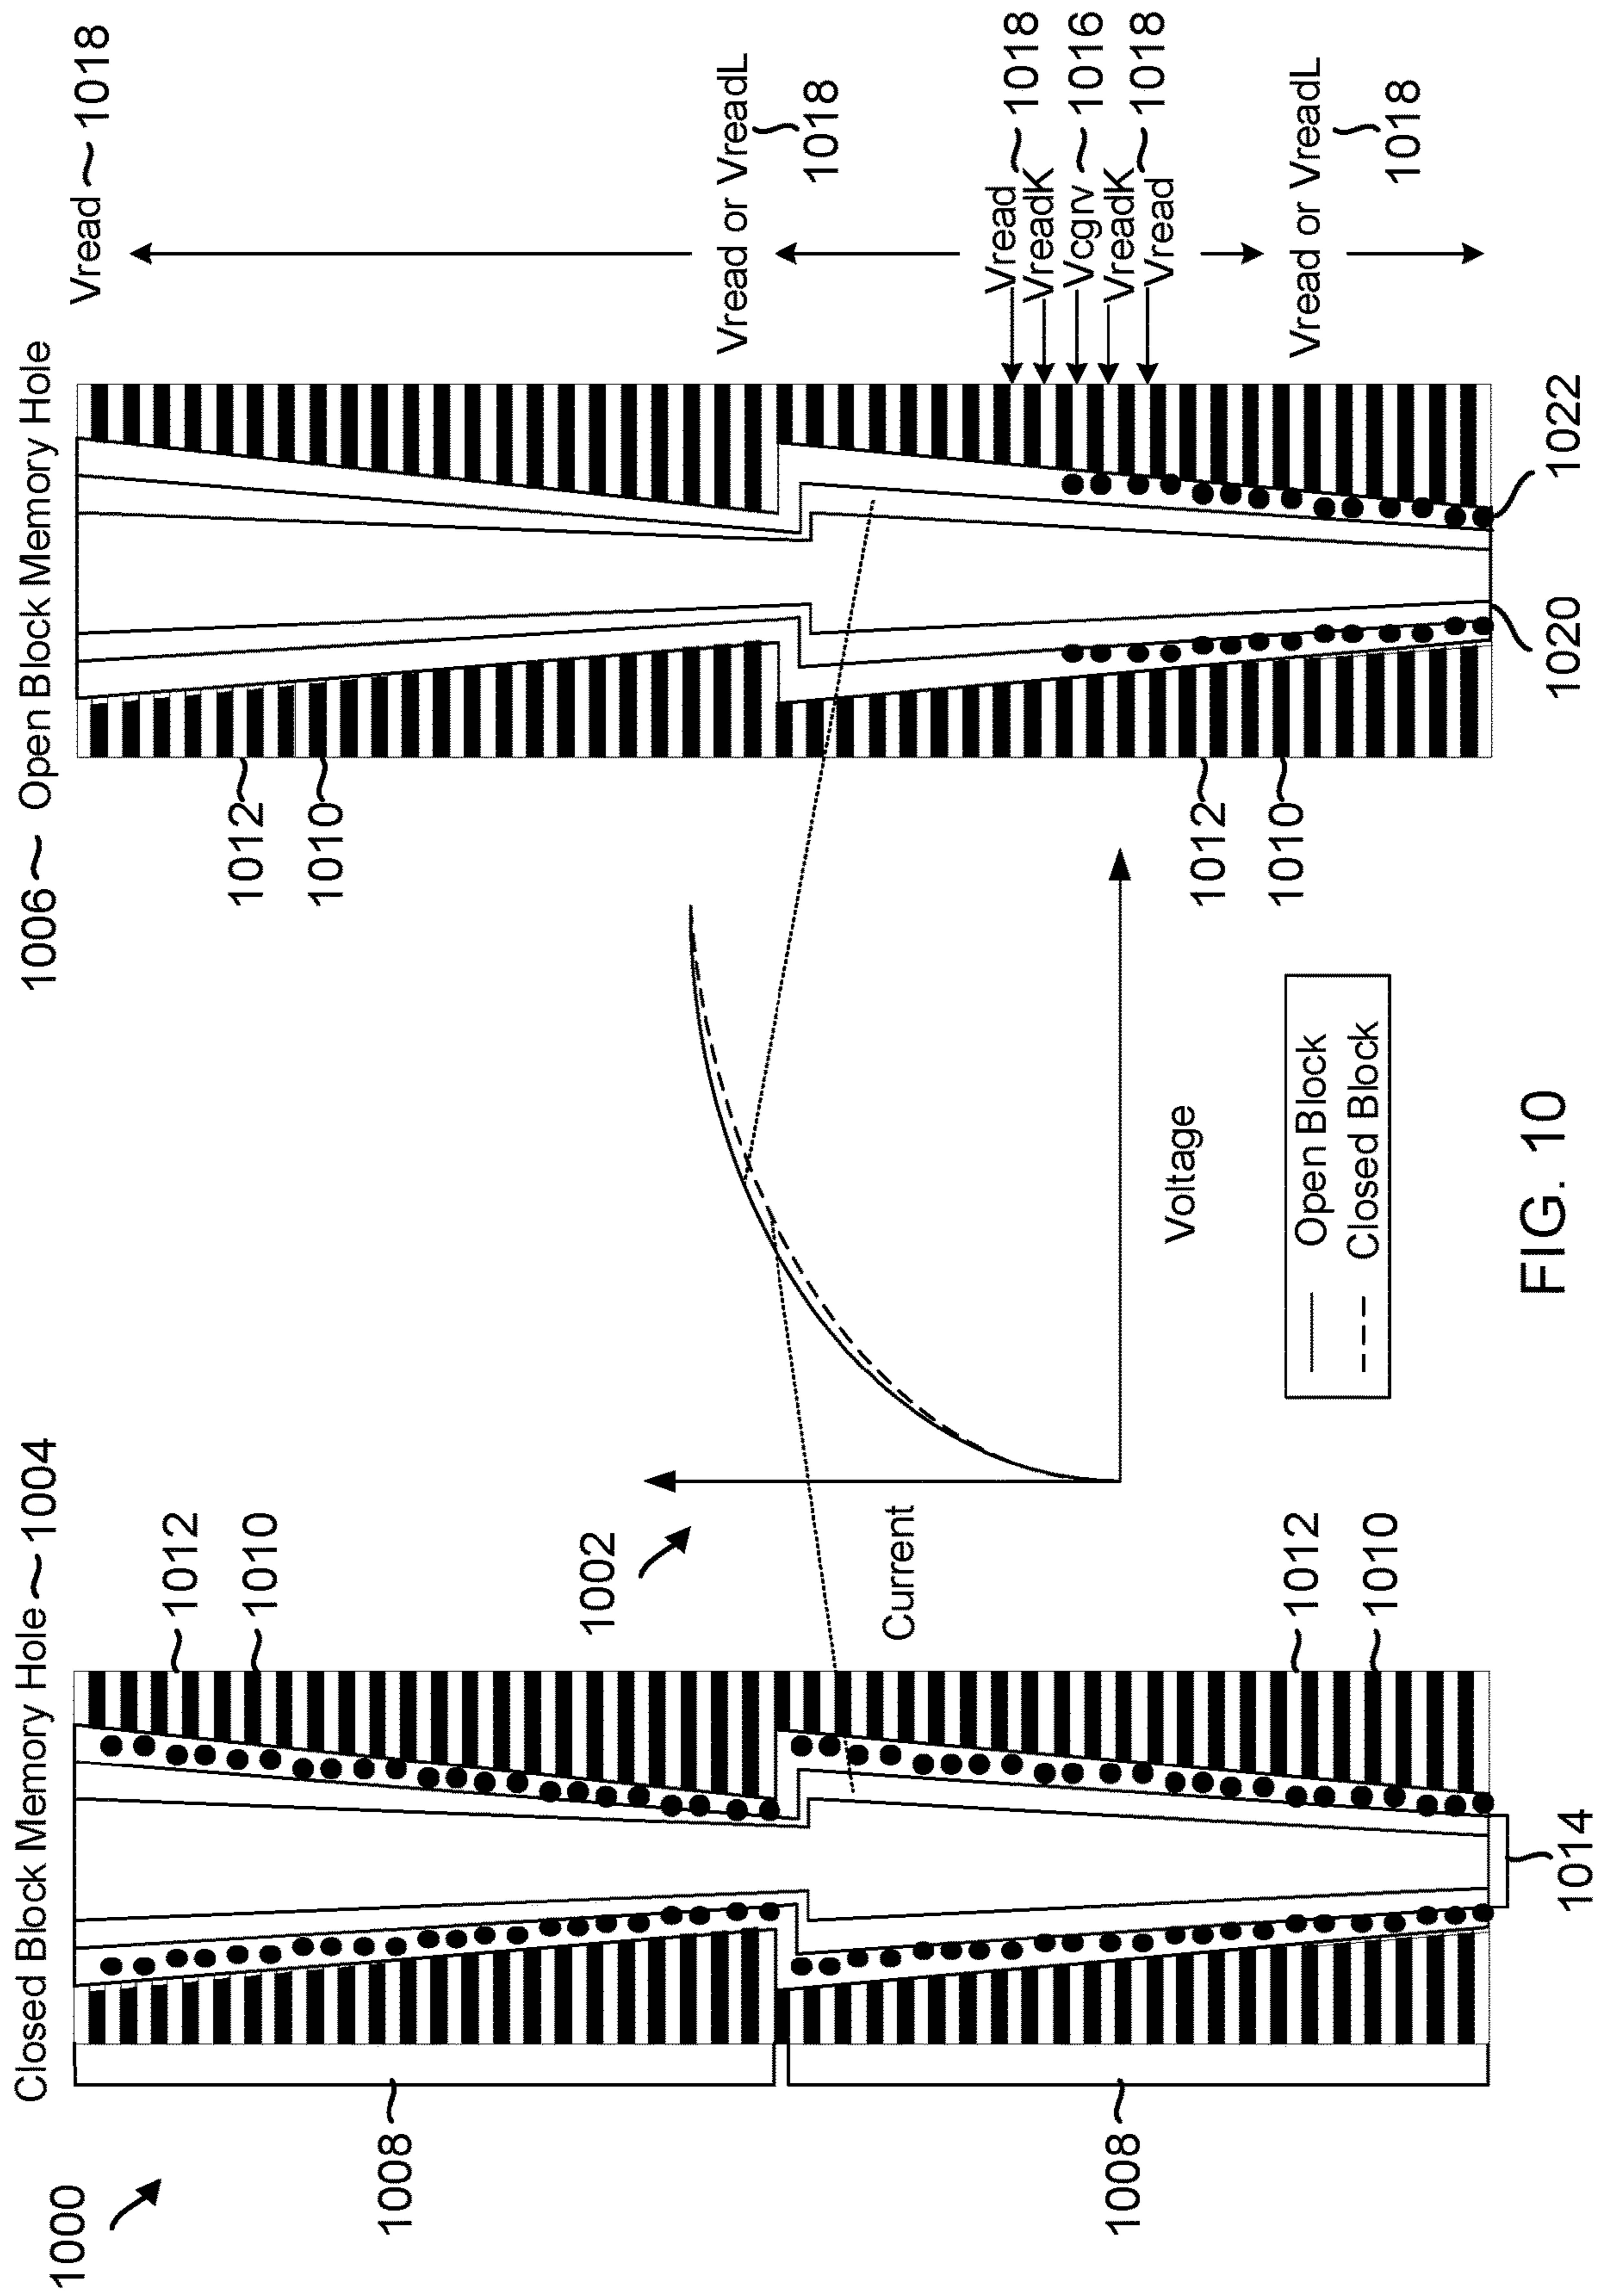 1000
Closed Block Memory Hole ~ 1004
1008
1008
1012
1010
1012
1010
1014
1002
Current
Voltage
Open Block
Closed Block
1006 ~ Open Block Memory Hole
1012
1010
1012
1010
1020
1022
Vread ~ 1018
Vread or VreadL
1018
Vread
VreadK ~ 1018
Vcgrv ~ 1016
VreadK
Vread ~ 1018
Vread or VreadL
1018
FIG. 10